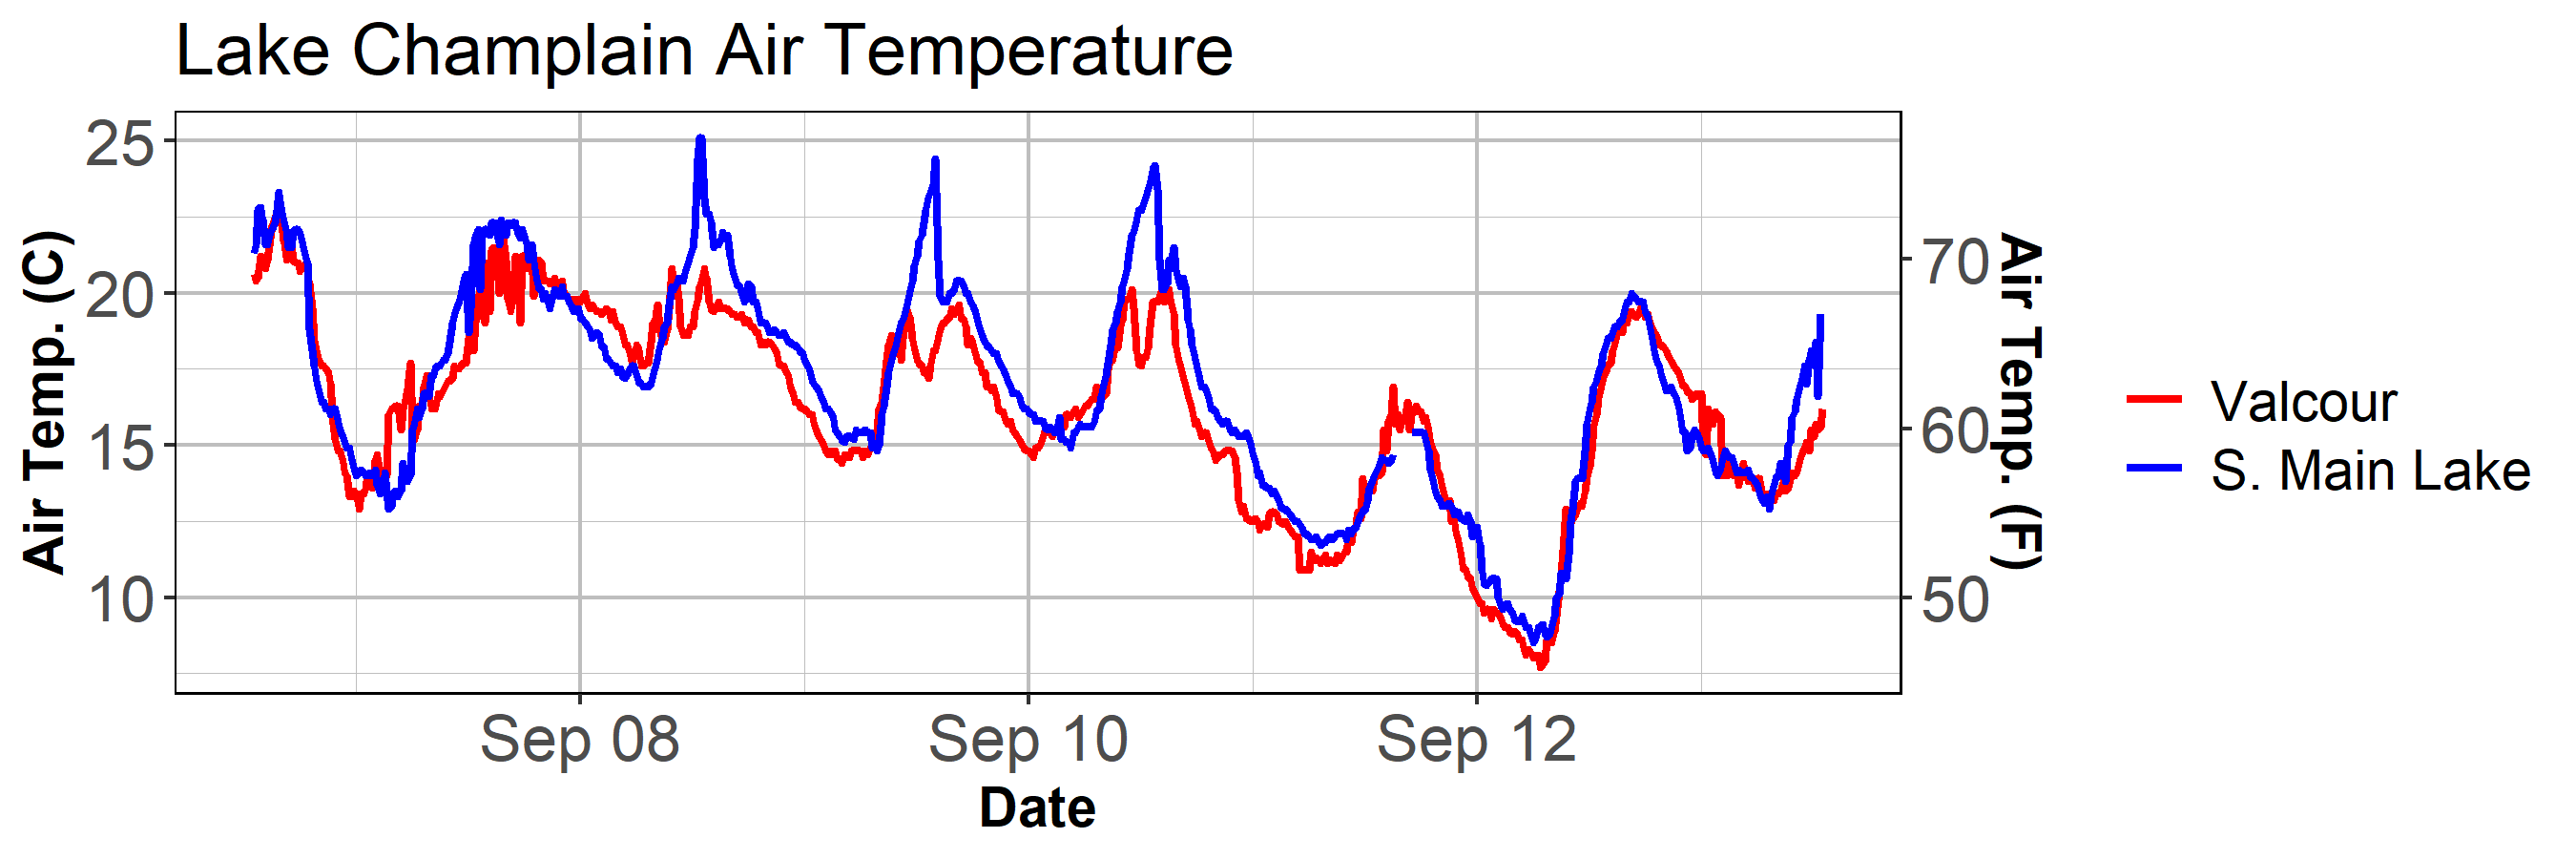 Lake Champlain Air Temperature
Air Temp. (C)
25
20
15
10
70
60
50
Air Temp. (F)
Sep 08
Sep 10
Sep 12
Date
Valcour
S. Main Lake